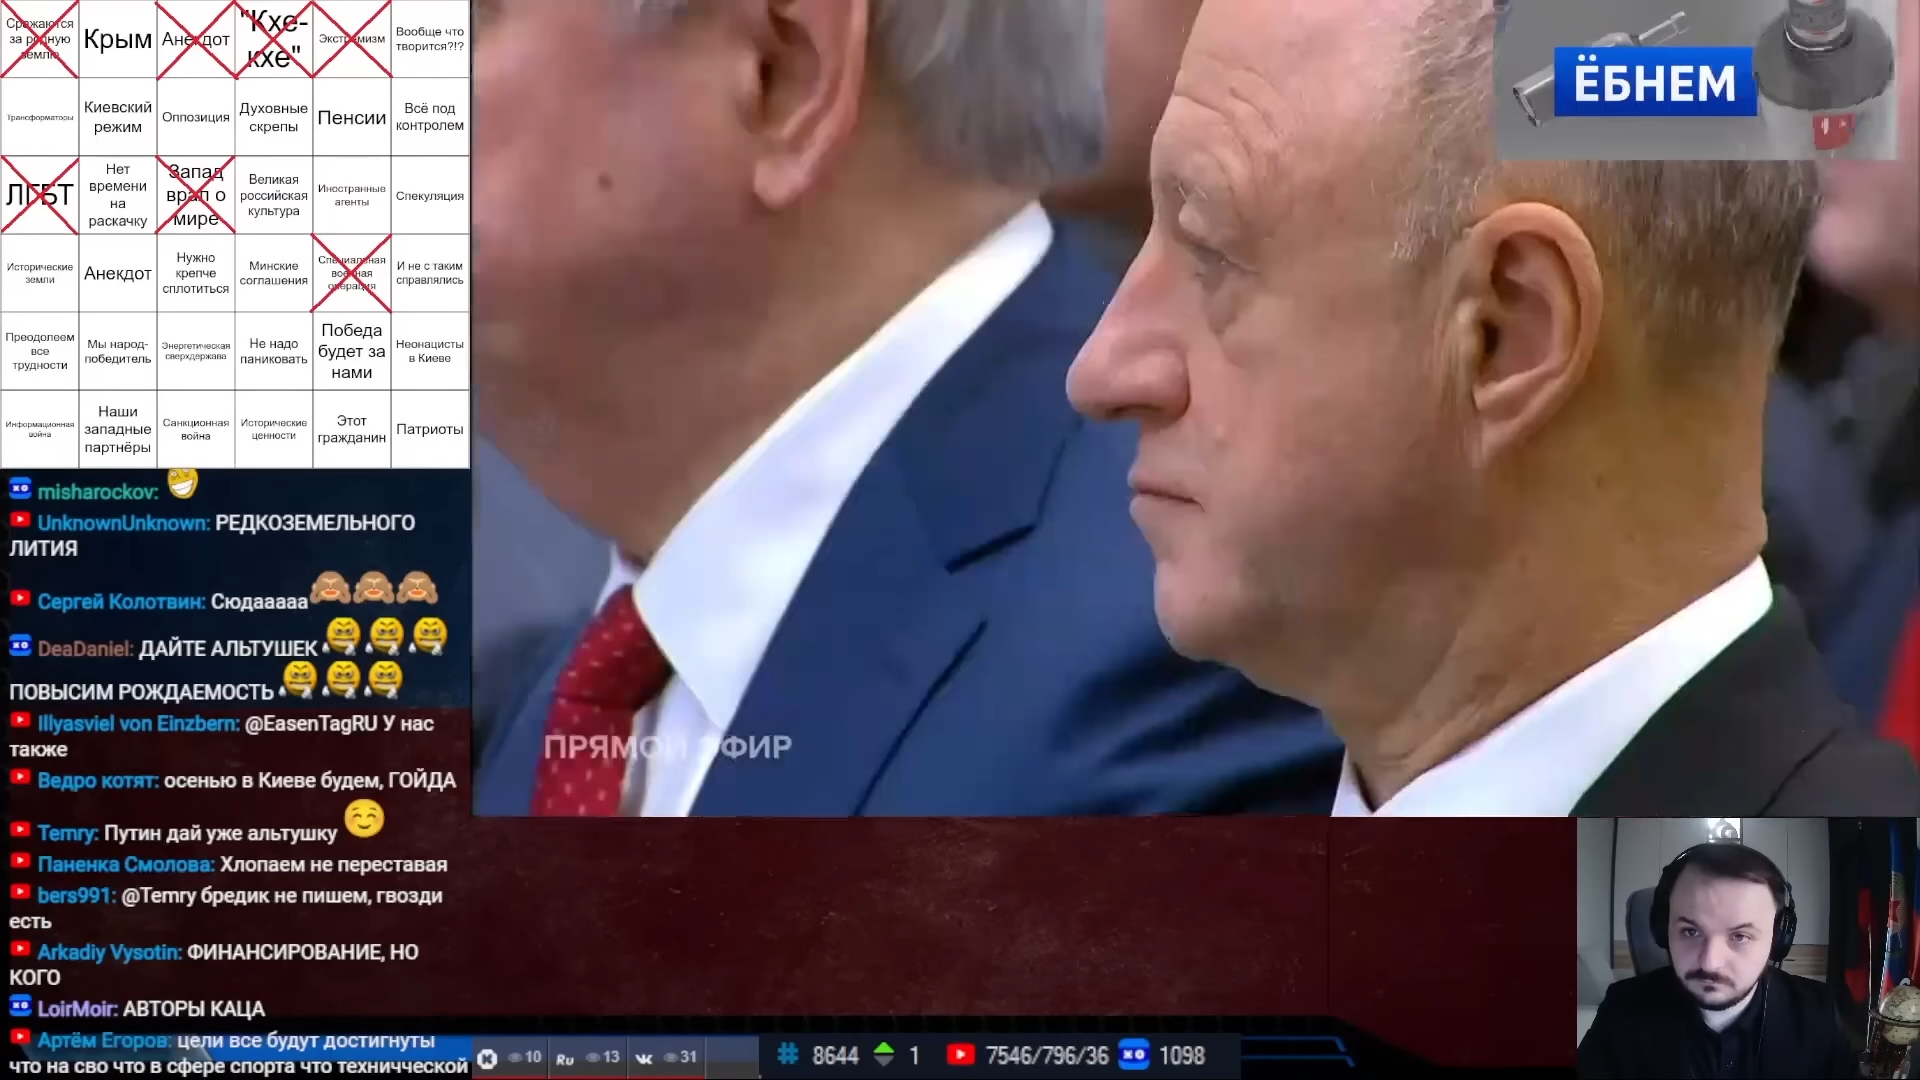 Сражаются
за родную
землю
Крым
Анекдот
"Кхе-
кхе"
Экстремизм
Вообще что
творится?!?
Трансформаторы
Киевский
режим
Оппозиция
Духовные
скрепы
Пенсии
Всё под
контролем
ЛГБТ
Нет
времени
на
раскачку
Запад
врал о
мире
Великая
российская
культура
Иностранные
агенты
Спекуляция
Исторические
земли
Анекдот
Нужно
крепче
сплотиться
Минские
соглашения
Специальная
военная
операция
И не с таким
справлялись
Преодолеем
все
трудности
Мы народ-
победитель
Энергетическая
сверхдержава
Не надо
паниковать
Победа
будет за
нами
Неонацисты
в Киеве
Информационная
война
Наши
западные
партнёры
Санкционная
война
Исторические
ценности
Этот
гражданин
Патриоты
ЁБНЕМ
misharockov:
UnknownUnknown: РЕДКОЗЕМЕЛЬНОГО
ЛИТИЯ
Сергей Колотвин: Сюдааааа
DeaDaniel: ДАЙТЕ АЛЬТУШЕК
ПОВЫСИМ РОЖДАЕМОСТЬ
Illyasviel von Einzbern: @EasenTagRU У нас
также
Ведро котят: осенью в Киеве будем, ГОЙДА
Temry: Путин дай уже альтушку
Паненка Смолова: Хлопаем не переставая
bers991: @Temry бредик не пишем, гвозди
есть
Arkadiy Vysotin: ФИНАНСИРОВАНИЕ, НО
КОГО
LoirMoir: АВТОРЫ КАЦА
Артём Егоров: цели все будут достигнуты
что на сво что в сфере спорта что техниччекой
ПРЯМОЙ ЭФИР
K 10 Ru 13 VK 31
# 8644 1 7546/796/36 XO 1098